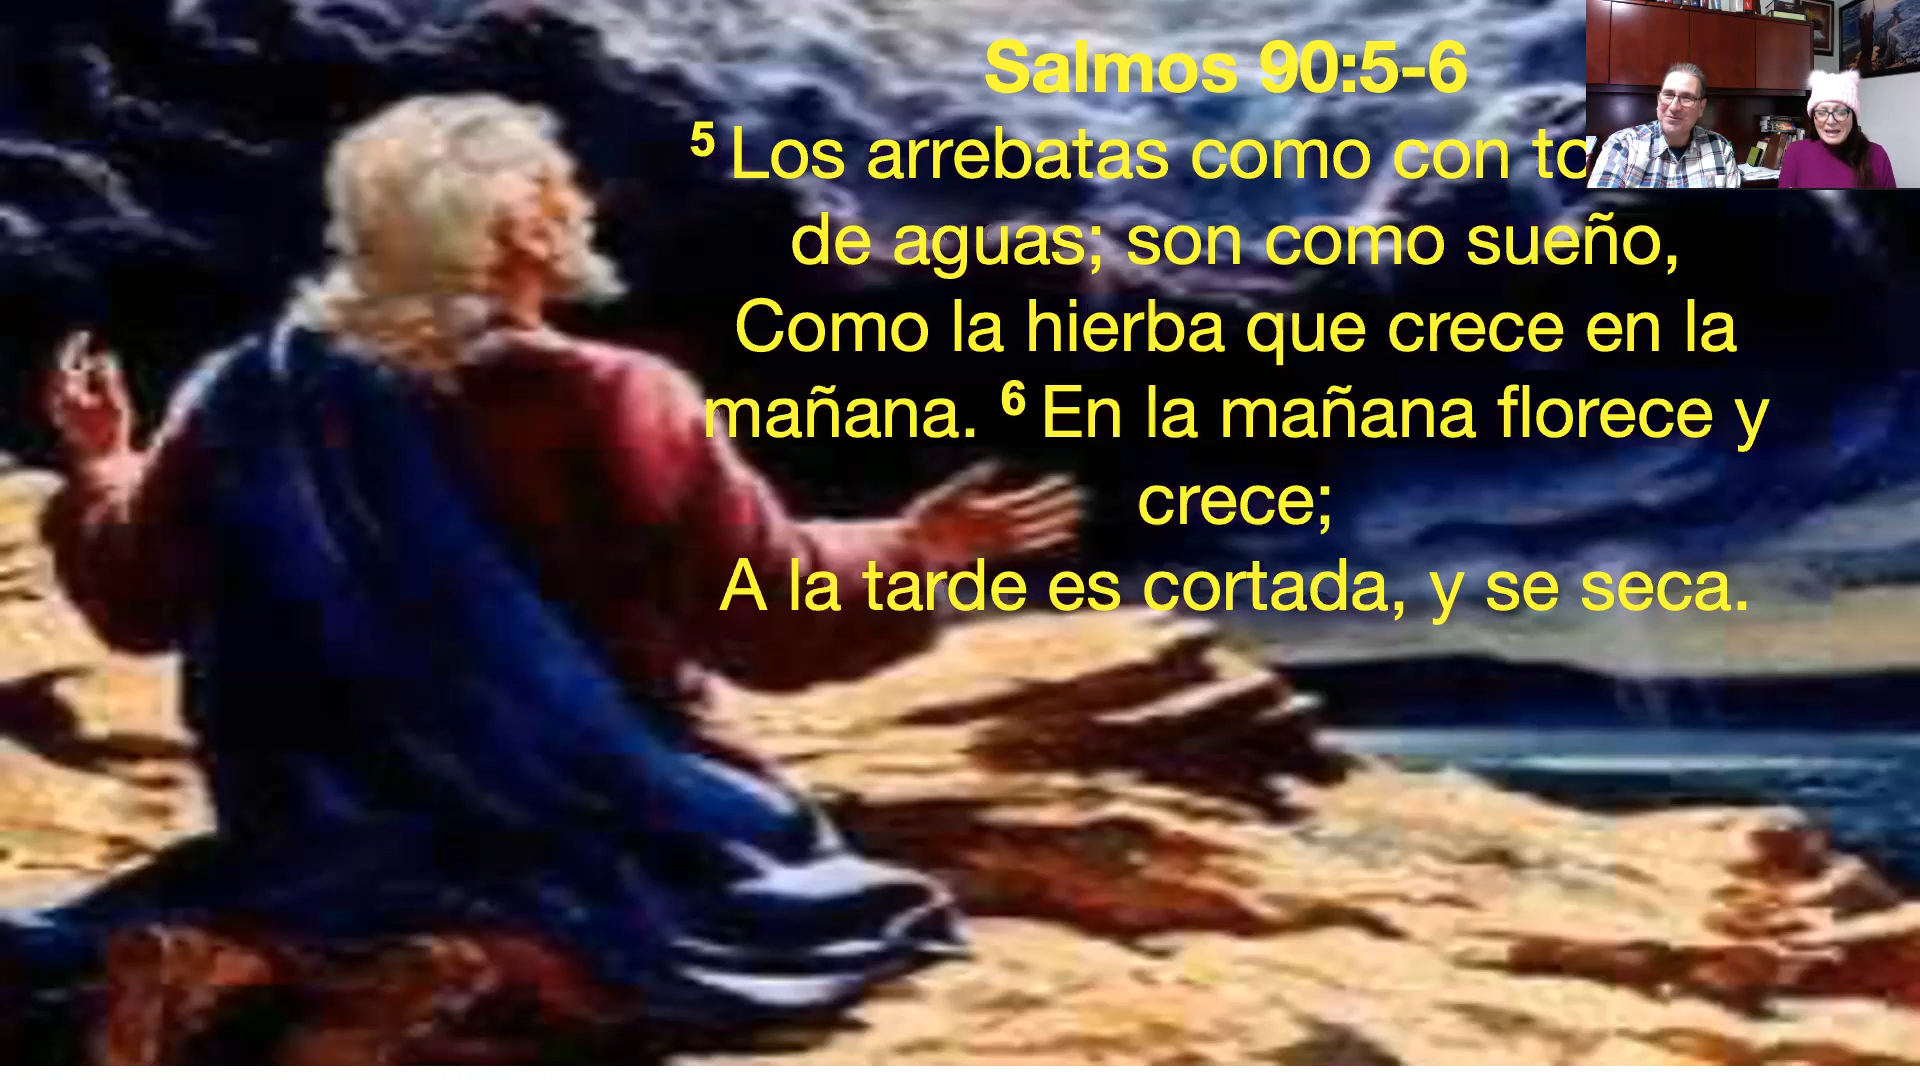 Salmos 90:5-6
5 Los arrebatas como con
de aguas; son como sueño,
Como la hierba que crece en la
mañana. 6 En la mañana florece y
crece;
A la tarde es cortada, y se seca.